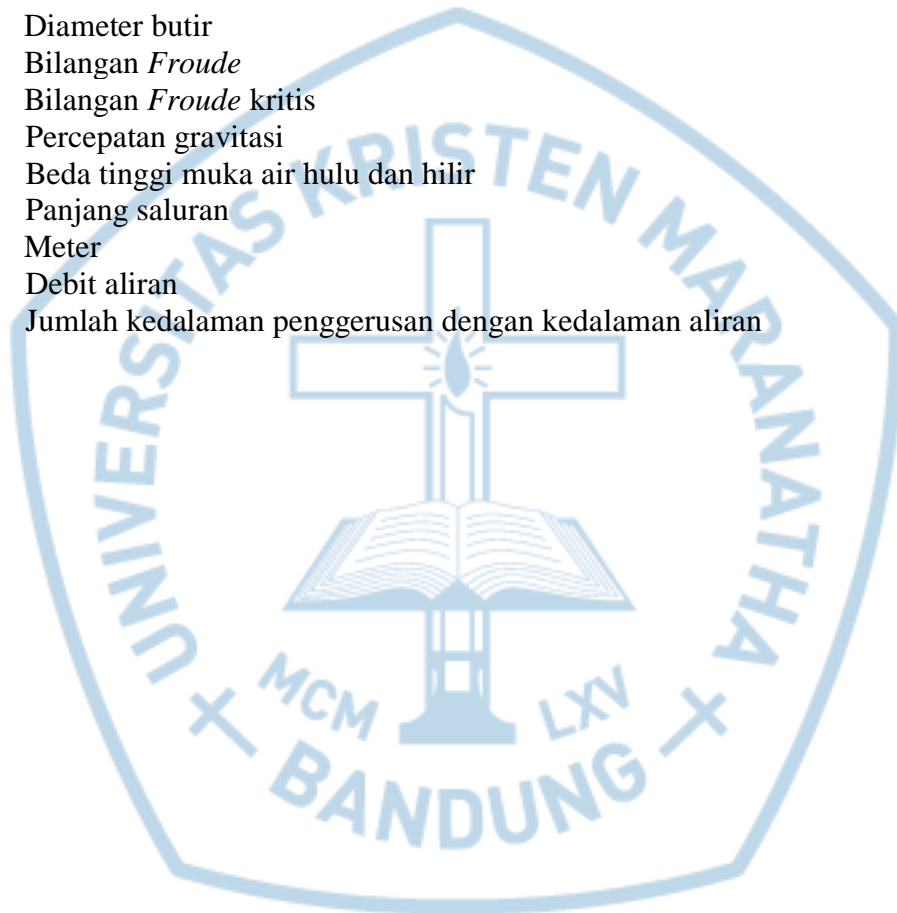 Diameter butir
Bilangan Froude
Bilangan Froude kritis
Percepatan gravitasi
Beda tinggi muka air hulu dan hilir
Panjang saluran
Meter
Debit aliran
Jumlah kedalaman penggerusan dengan kedalaman aliran
UNIVERSITAS KRISTEN MARANATHA
MCM LXV
BANDUNG